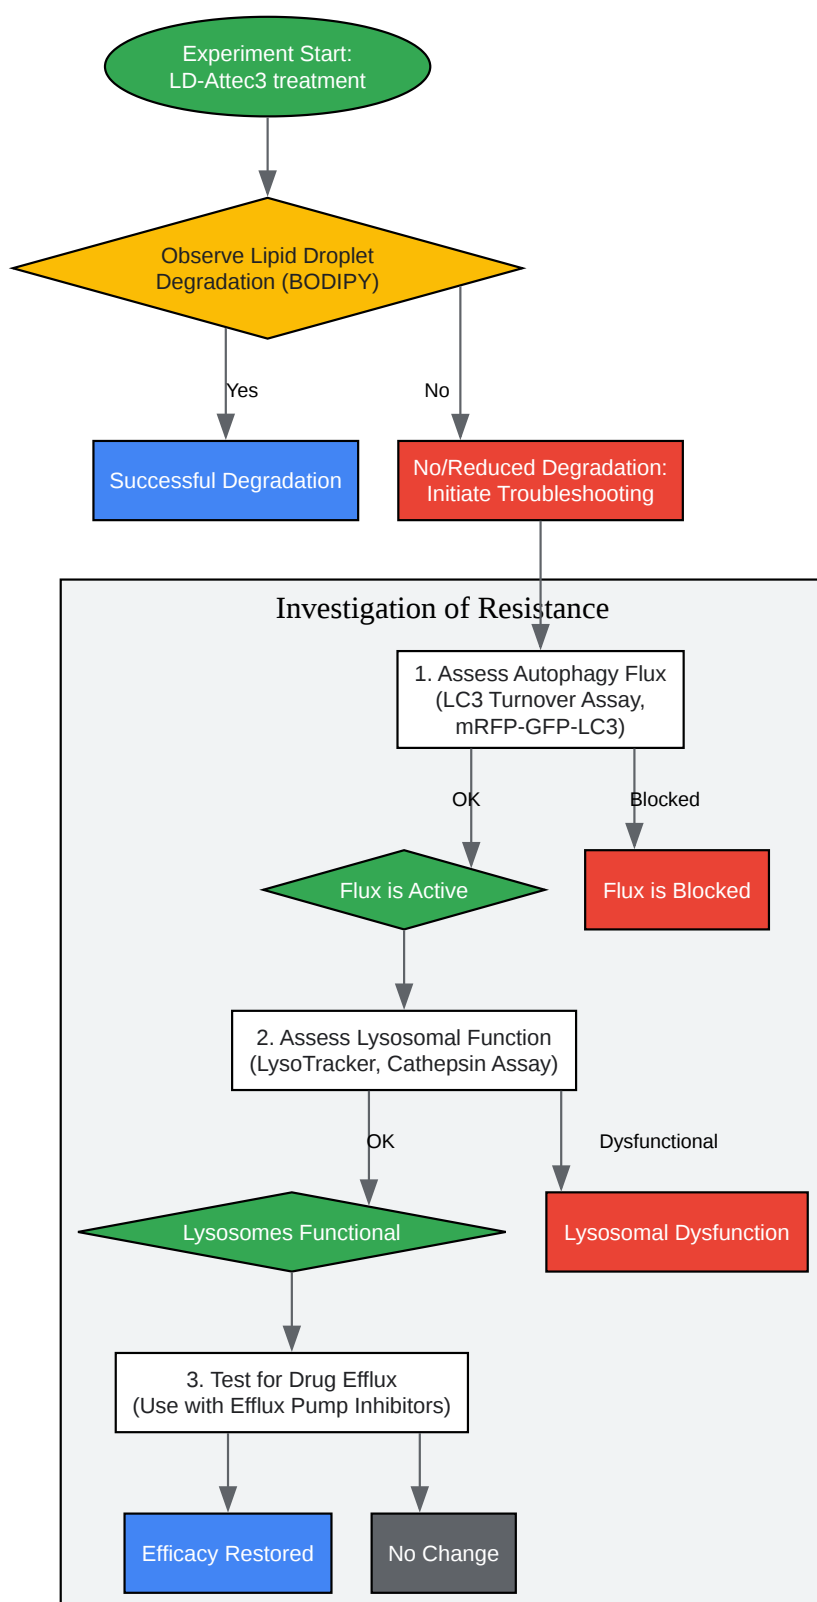 Experiment Start:
LD-Attec3 treatment
Observe Lipid Droplet
Degradation (BODIPY)
Yes
No
Successful Degradation
No/Reduced Degradation:
Initiate Troubleshooting
Investigation of Resistance
1. Assess Autophagy Flux
(LC3 Turnover Assay,
mRFP-GFP-LC3)
OK
Blocked
Flux is Active
Flux is Blocked
2. Assess Lysosomal Function
(LysoTracker, Cathepsin Assay)
OK
Dysfunctional
Lysosomes Functional
Lysosomal Dysfunction
3. Test for Drug Efflux
(Use with Efflux Pump Inhibitors)
Efficacy Restored
No Change